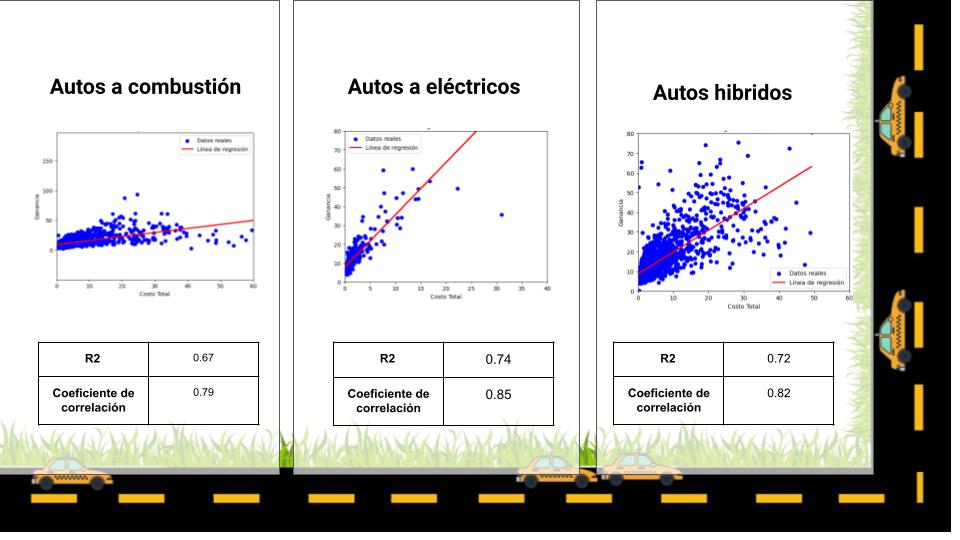 Autos a combustión
Datos reales
Línea de regresión
150
100
50
0
Ganancia
0
10
20
30
40
50
60
Costo Total
R2
0.67
Coeficiente de
correlación
0.79
Autos a eléctricos
Datos reales
Línea de regresión
80
70
60
50
40
30
20
10
0
Ganancia
0
5
10
15
20
25
30
35
40
Costo Total
R2
0.74
Coeficiente de
correlación
0.85
Autos hibridos
80
70
60
50
40
30
20
10
0
Ganancia
Datos reales
Línea de regresión
0
10
20
30
40
50
60
Costo Total
R2
0.72
Coeficiente de
correlación
0.82